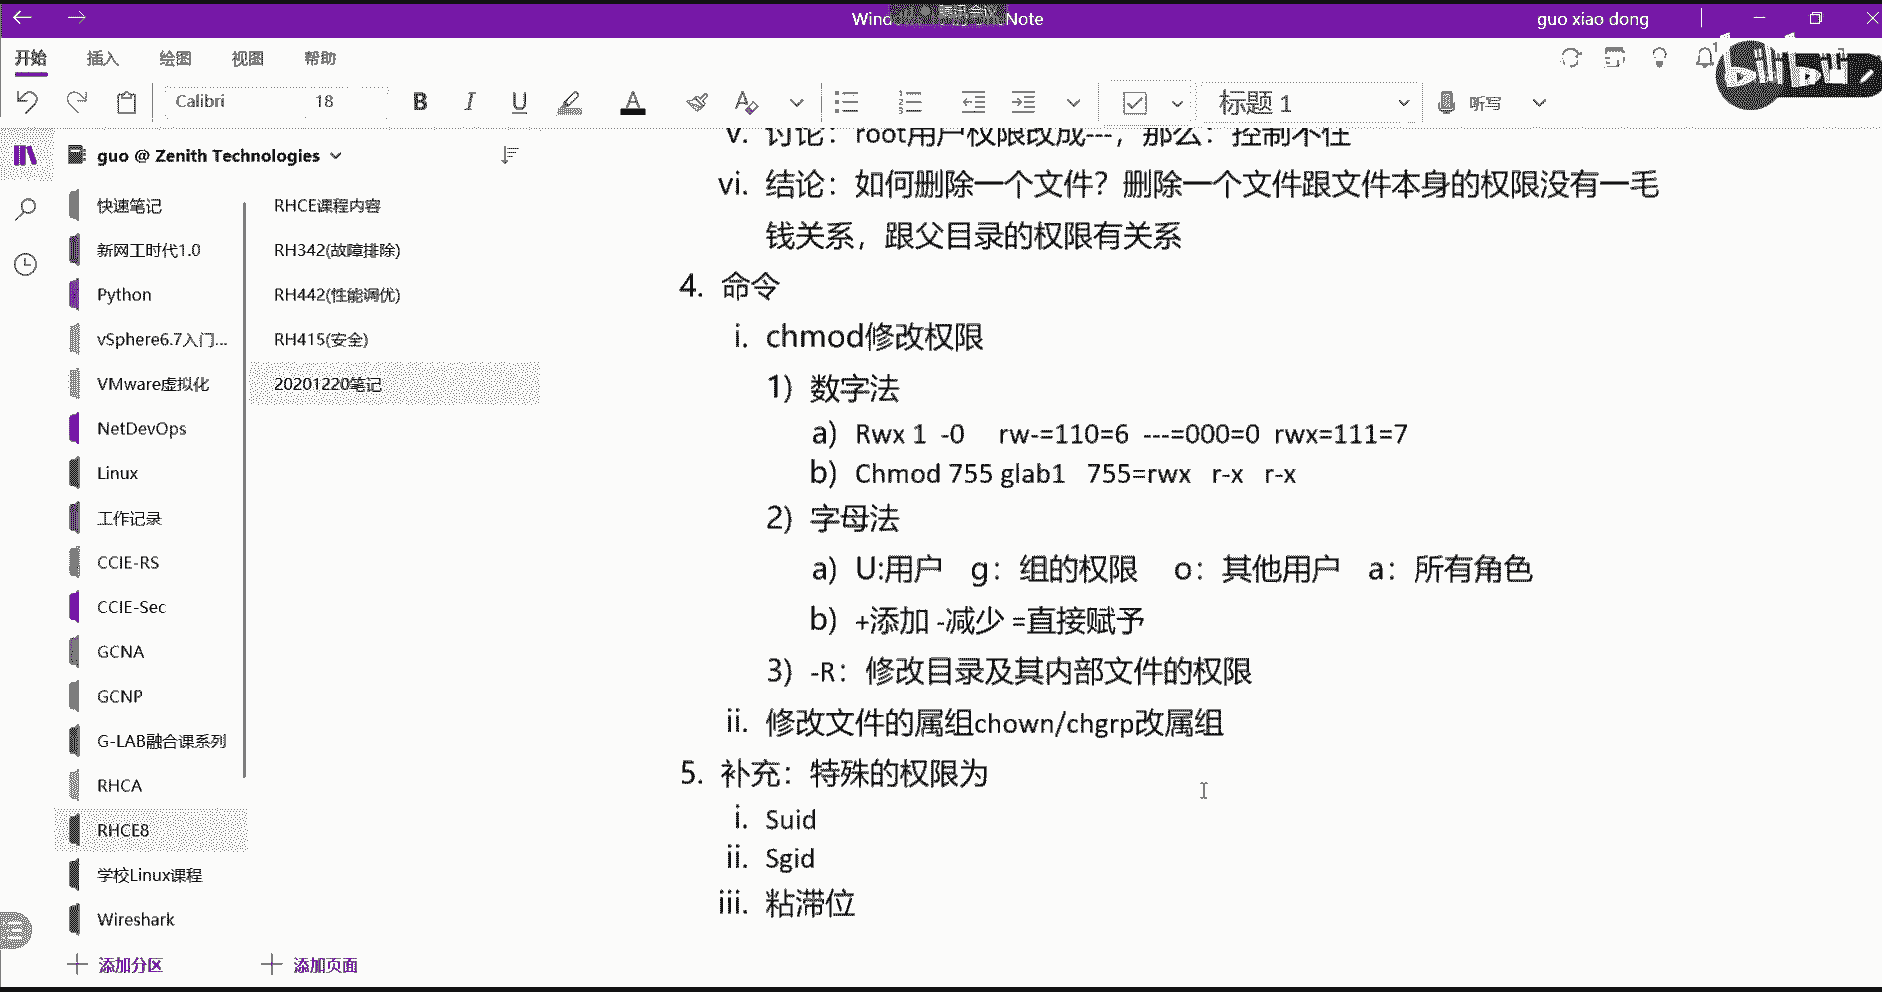 Note
guo xiao dong
开始 插入 绘图 视图 帮助
Calibri 18 B I U A 标题 1 听写
guo @ Zenith Technologies
快速笔记
新网工时代1.0
Python
vSphere6.7入门...
VMware虚拟化
NetDevOps
Linux
工作记录
CCIE-RS
CCIE-Sec
GCNA
GCNP
G-LAB融合课系列
RHCA
RHCE8
学校Linux课程
Wireshark
添加分区
RHCE课程内容
RH342(故障排除)
RH442(性能调优)
RH415(安全)
20201220笔记
添加页面
v. 讨论：root用户权限改成---，那么：控制不住
vi. 结论：如何删除一个文件？删除一个文件跟文件本身的权限没有一毛
钱关系，跟父目录的权限有关系
4. 命令
i. chmod修改权限
1) 数字法
a) Rwx 1 -0 rw-=110=6 ---=000=0 rwx=111=7
b) Chmod 755 glab1 755=rwx r-x r-x
2) 字母法
a) U:用户 g：组的权限 o：其他用户 a：所有角色
b) +添加 -减少 =直接赋予
3) -R：修改目录及其内部文件的权限
ii. 修改文件的属组chown/chgrp改属组
5. 补充：特殊的权限为
i. Suid
ii. Sgid
iii. 粘滞位
bilibili